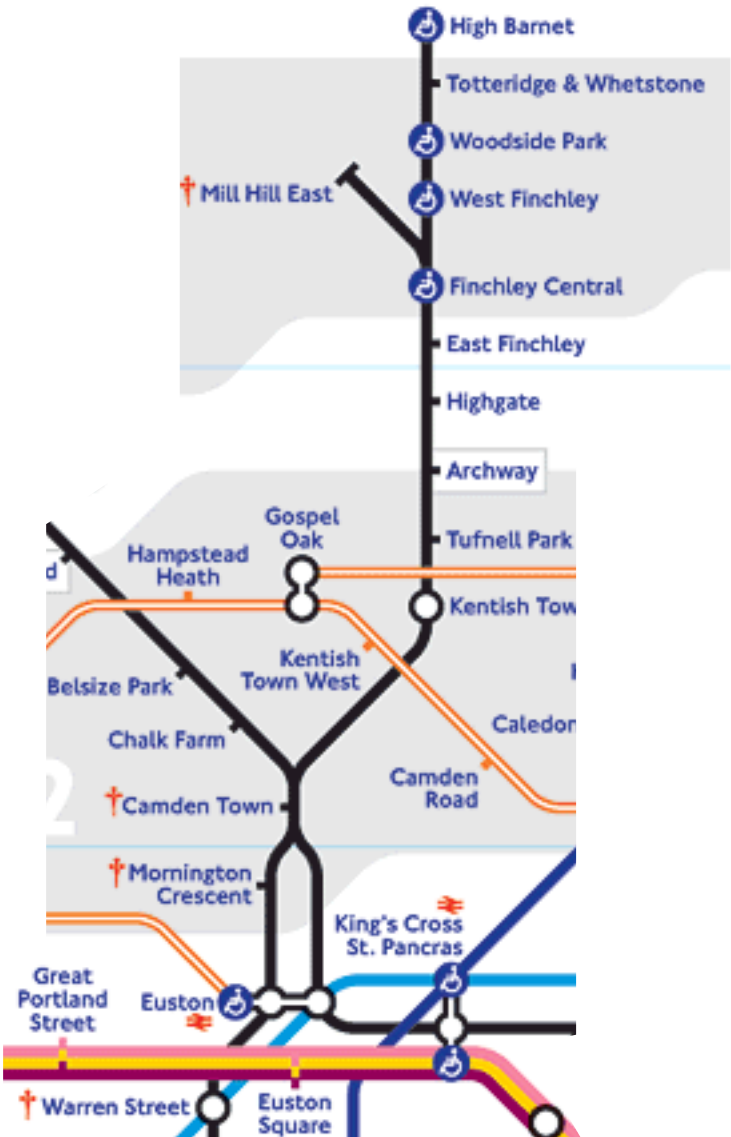 High Barnet
Totteridge & Whetstone
Woodside Park
† Mill Hill East
West Finchley
Finchley Central
East Finchley
Highgate
Archway
Gospel
Oak
Tufnell Park
Hampstead
Heath
d
Kentish Tow
Kentish
Town West
Belsize Park
Caledon
Chalk Farm
Camden
Road
2
†Camden Town
†Mornington
Crescent
King's Cross
St. Pancras
Great
Portland
Street
Euston
† Warren Street
Euston
Square